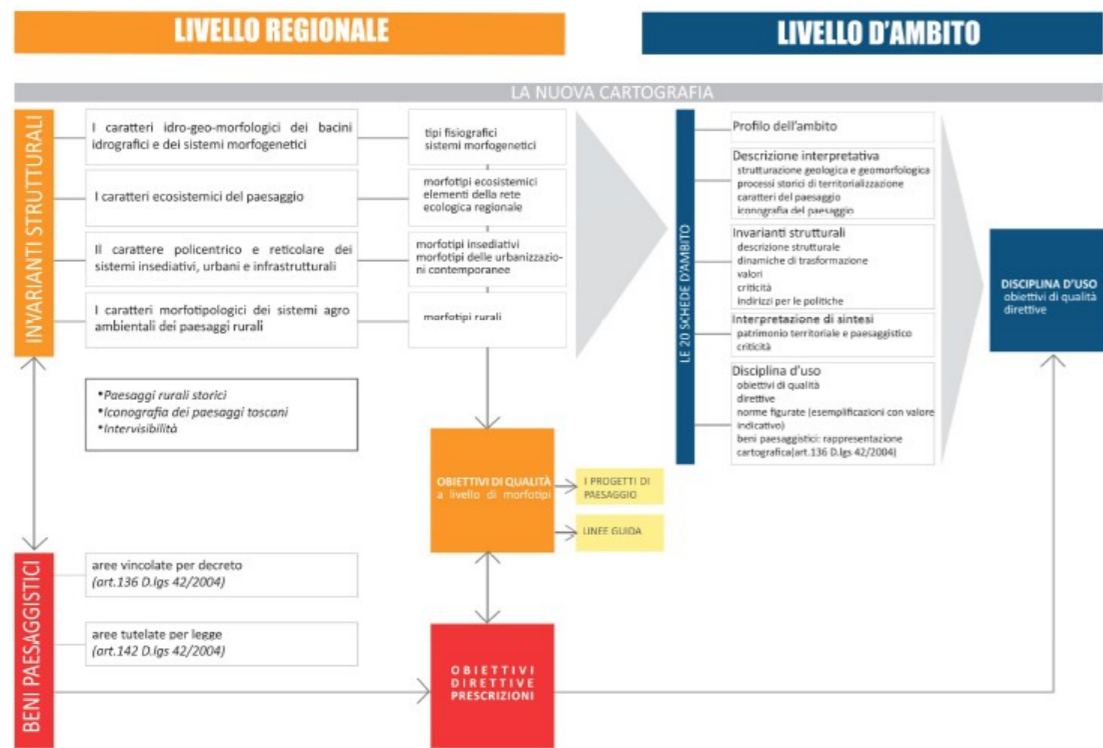 LIVELLO REGIONALE
LIVELLO D'AMBITO
LA NUOVA CARTOGRAFIA
INVARIANTI STRUTTURALI
I caratteri idro-geo-morfologici dei bacini
idrografici e dei sistemi morfogenetici
tipi fisiografici
sistemi morfogenetici
I caratteri ecosistemici del paesaggio
morfotipi ecosistemici
elementi della rete
ecologica regionale
Il carattere policentrico e reticolare dei
sistemi insediativi, urbani e infrastrutturali
morfotipi insediativi
morfotipi delle urbanizzazio-
ni contemporanee
I caratteri morfotipologici dei sistemi agro
ambientali dei paesaggi rurali
morfotipi rurali
•Paesaggi rurali storici
•Iconografia dei paesaggi toscani
•Intervisibilità
OBIETTIVI DI QUALITÀ
a livello di morfotipi
I PROGETTI DI
PAESAGGIO
LINEE GUIDA
BENI PAESAGGISTICI
aree vincolate per decreto
(art.136 D.lgs 42/2004)
aree tutelate per legge
(art.142 D.lgs 42/2004)
OBIETTIVI
DIRETTIVE
PRESCRIZIONI
LE 20 SCHEDE D'AMBITO
Profilo dell'ambito
Descrizione interpretativa
strutturazione geologica e geomorfologica
processi storici di territorializzazione
caratteri del paesaggio
iconografia del paesaggio
Invarianti strutturali
descrizione strutturale
dinamiche di trasformazione
valori
criticità
indirizzi per le politiche
Interpretazione di sintesi
patrimonio territoriale e paesaggistico
criticità
Disciplina d'uso
obiettivi di qualità
direttive
norme figurate (esemplificazioni con valore
indicativo)
beni paesaggistici: rappresentazione
cartografica(art.136 D.lgs 42/2004)
DISCIPLINA D'USO
obiettivi di qualità
direttive